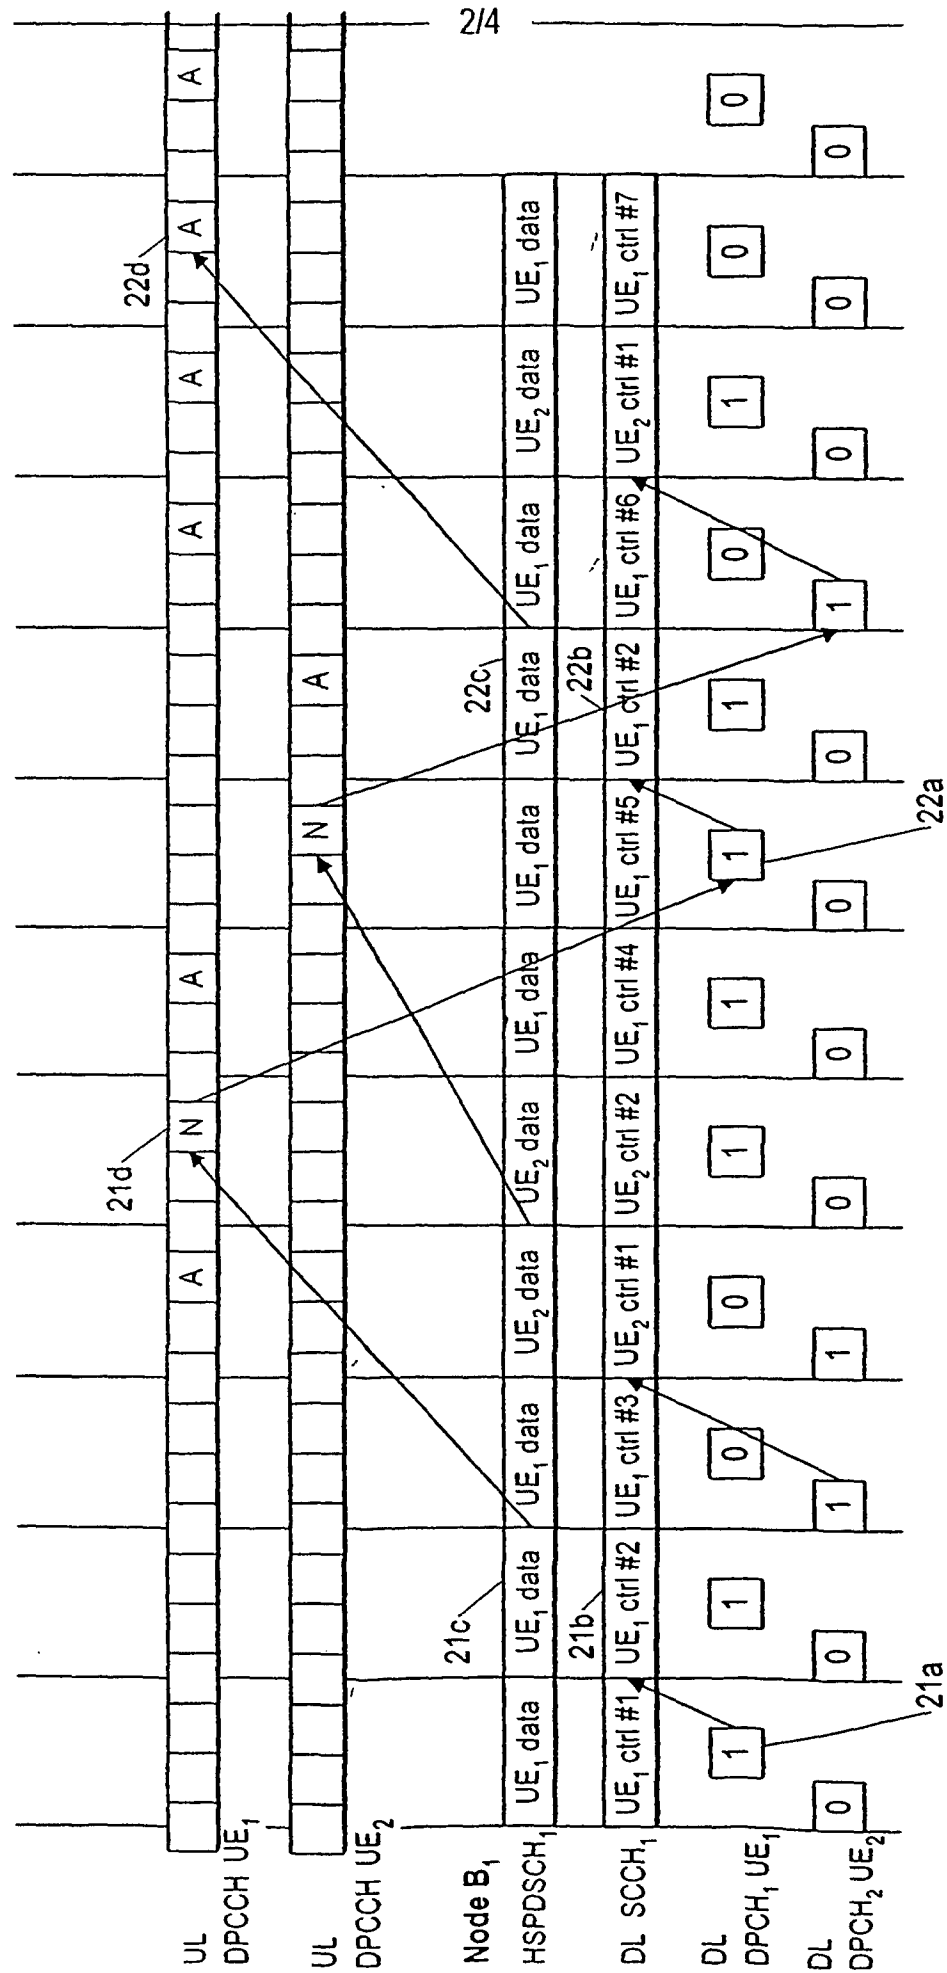 2/4
21d 22d
UL
DPCCH UE₁ A N A A A A A
UL
DPCCH UE₂ N A
Node B₁ 21c 22c
HSPDSCH₁ UE₁ data UE₁ data UE₁ data UE₂ data UE₂ data UE₁ data UE₁ data UE₁ data UE₁ data UE₂ data UE₁ data
21b 22b
DL SCCH₁ UE₁ ctrl #1 UE₁ ctrl #2 UE₁ ctrl #3 UE₂ ctrl #1 UE₂ ctrl #2 UE₁ ctrl #4 UE₁ ctrl #5 UE₁ ctrl #2 UE₁ ctrl #6 UE₂ ctrl #1 UE₁ ctrl #7
DL
DPCH₁ UE₁ 1 1 0 0 1 1 1 1 0 1 0 0
DL
DPCH₂ UE₂ 0 0 1 1 0 0 0 0 1 0 0 0
21a 22a